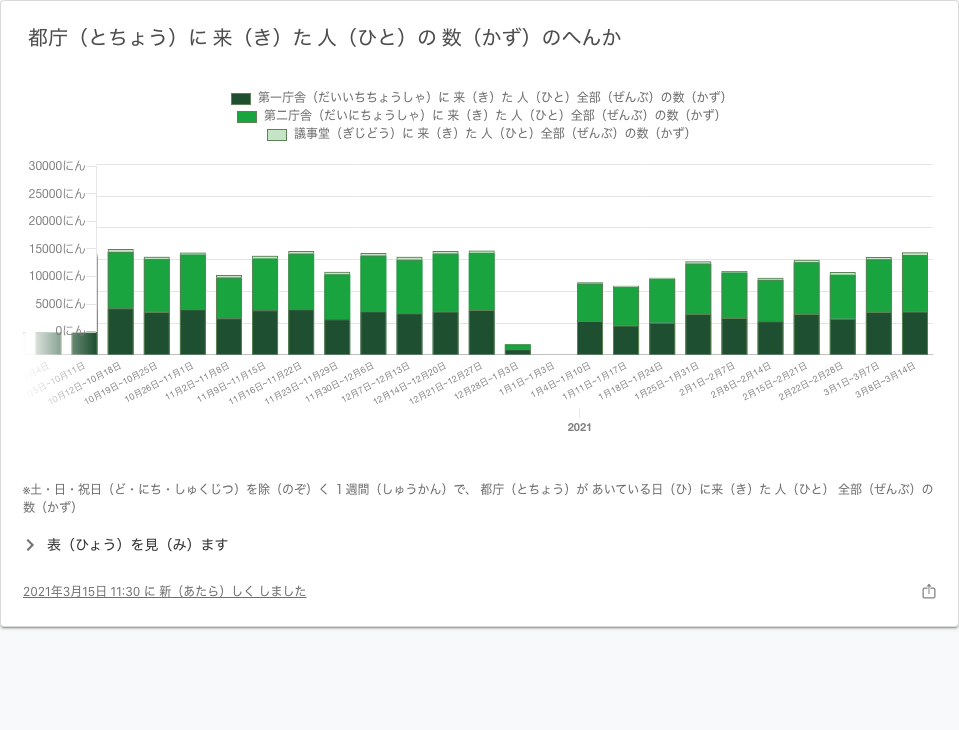 都庁（とちょう）に 来（き）た 人（ひと）の 数（かず）のへんか
第一庁舎（だいいちちょうしゃ）に 来（き）た 人（ひと）全部（ぜんぶ）の数（かず）
第二庁舎（だいにちょうしゃ）に 来（き）た 人（ひと）全部（ぜんぶ）の数（かず）
議事堂（ぎじどう）に 来（き）た 人（ひと）全部（ぜんぶ）の数（かず）
30000にん
25000にん
20000にん
15000にん
10000にん
5000にん
0にん
10月12日~10月18日
10月19日~10月25日
10月26日~11月1日
11月2日~11月8日
11月9日~11月15日
11月16日~11月22日
11月23日~11月29日
11月30日~12月6日
12月7日~12月13日
12月14日~12月20日
12月21日~12月27日
12月28日~1月3日
1月1日~1月3日
1月4日~1月10日
1月11日~1月17日
1月18日~1月24日
1月25日~1月31日
2月1日~2月7日
2月8日~2月14日
2月15日~2月21日
2月22日~2月28日
3月1日~3月7日
3月8日~3月14日
2021
※土・日・祝日（ど・にち・しゅくじつ）を除（のぞ）く １週間（しゅうかん）で、 都庁（とちょう）が あいている日（ひ）に来（き）た 人（ひと） 全部（ぜんぶ）の
数（かず）
表（ひょう）を見（み）ます
2021年3月15日 11:30 に 新（あたら）しく しました